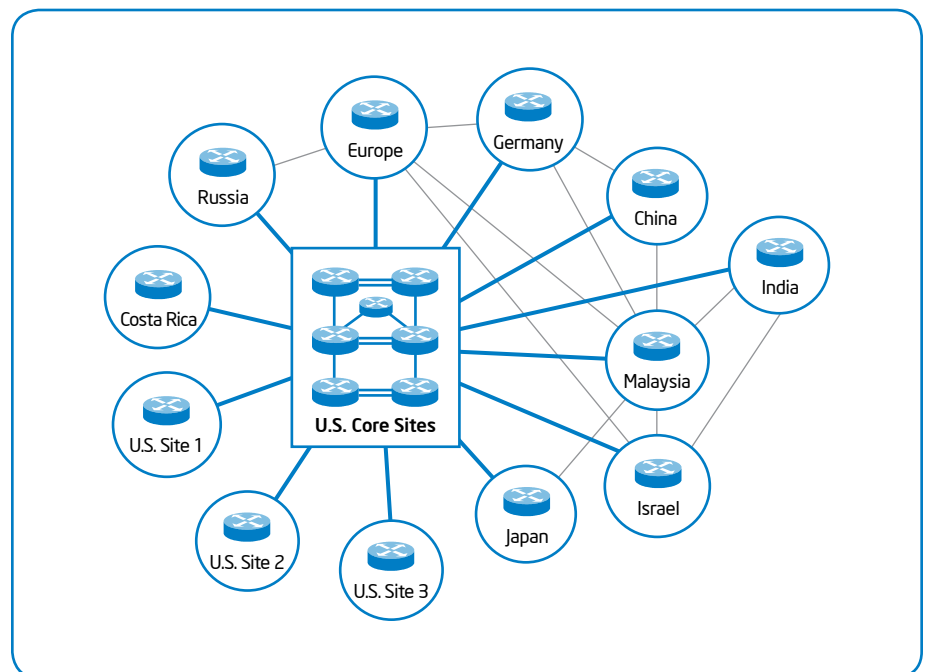 Europe
Germany
Russia
China
India
Costa Rica
Malaysia
U.S. Core Sites
U.S. Site 1
Israel
Japan
U.S. Site 2
U.S. Site 3